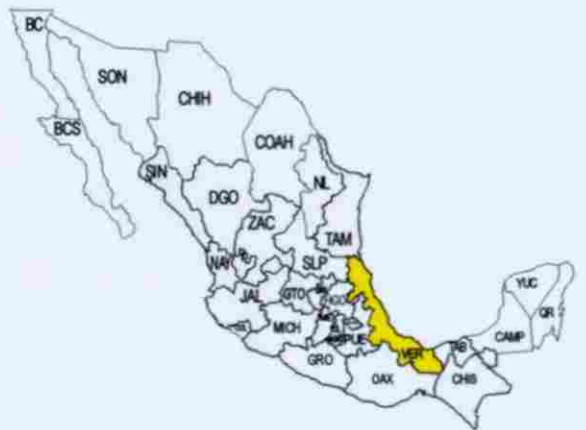 BC
SON
CHIH
BCS
COAH
SIN
NL
DGO
ZAC
TAM
NAY
SLP
JAL
GTO
YUC
QR
MICH
PUE
VER
CAMP
GRO
OAX
CHIS